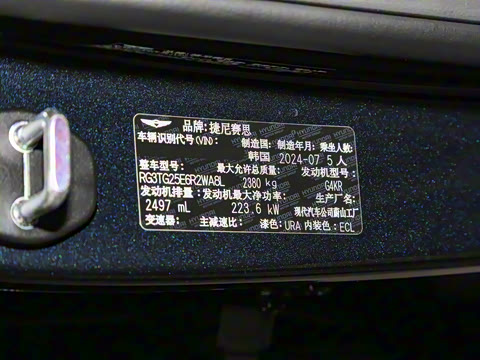 品牌: 捷尼赛思
车辆识别代号(VIN): 制造国: 制造年月: 乘坐人数:
韩国 2024-07 5 人
整车型号: 最大允许总质量: 发动机型号:
RG3TG25E6R2WA8L 2380 kg G4KR
发动机排量: 发动机最大净功率: 生产厂名:
2497 mL 223.6 kW 现代汽车公司蔚山工厂
变速器: 主减速比: 漆色: URA 内装色: ECL